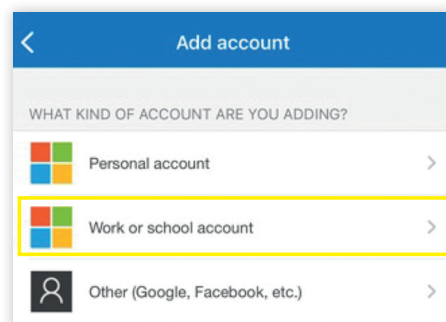 Add account
WHAT KIND OF ACCOUNT ARE YOU ADDING?
Personal account
Work or school account
Other (Google, Facebook, etc.)